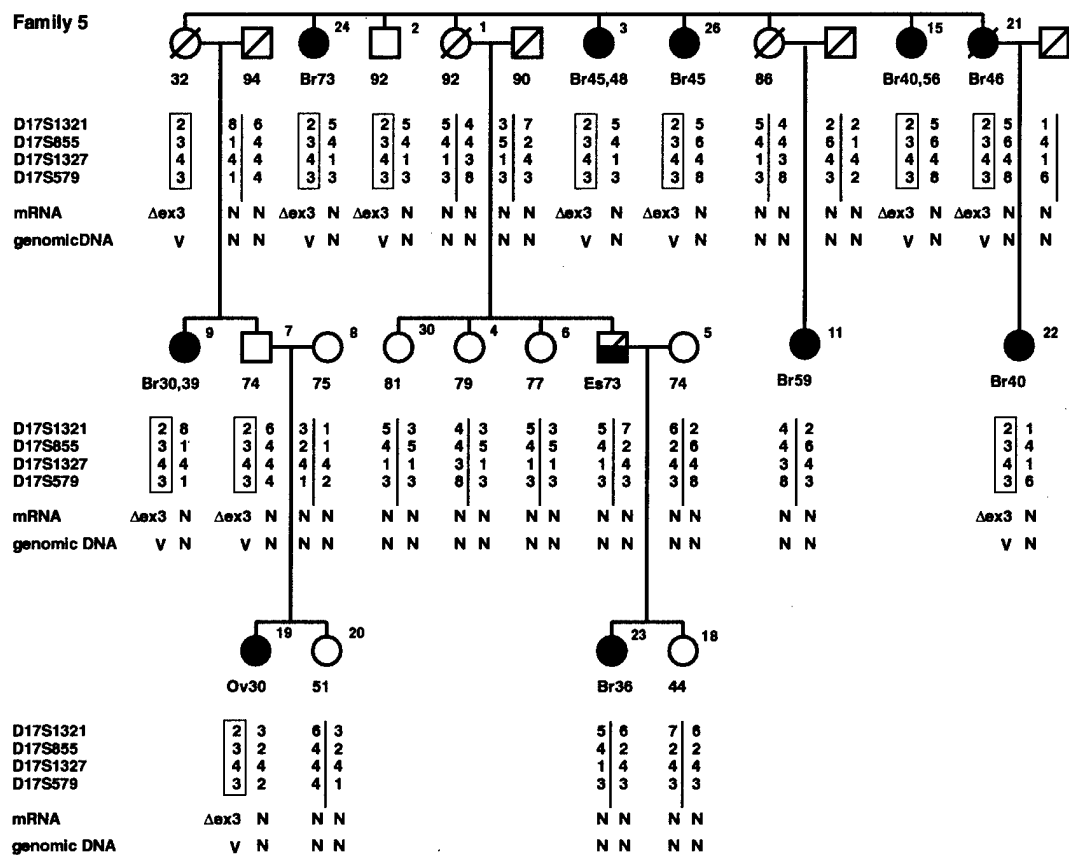 Family 5
24 2 1 3 26 15 21
32 94 Br73 92 92 90 Br45,48 Br45 86 Br40,56 Br46
D17S1321 2 8 6 2 5 2 5 5 4 3 7 2 5 2 5 5 4 2 2 2 5 2 5 1
D17S855 3 1 4 3 4 3 4 4 4 5 2 3 4 3 6 4 4 6 1 3 6 3 6 4
D17S1327 4 4 4 4 1 4 1 1 3 1 4 4 1 4 4 1 3 4 4 4 4 4 4 1
D17S579 3 1 4 3 3 3 3 3 8 3 3 3 3 3 8 3 8 3 2 3 8 3 8 6
mRNA Δex3 N N Δex3 N Δex3 N N N N N Δex3 N Δex3 N N N N N Δex3 N Δex3 N N
genomicDNA V N N V N V N N N N N V N V N N N N N V N V N N
9 7 8 30 4 6 5 11 22
Br30,39 74 75 81 79 77 Es73 74 Br59 Br40
D17S1321 2 8 2 6 3 1 5 3 4 3 5 3 5 7 6 2 4 2 2 1
D17S855 3 1 3 4 2 1 4 5 4 5 4 5 4 2 2 6 4 6 3 4
D17S1327 4 4 4 4 4 4 1 1 3 1 1 1 1 4 4 4 3 4 4 1
D17S579 3 1 3 4 1 2 3 3 8 3 3 3 3 3 3 8 8 3 3 6
mRNA Δex3 N Δex3 N N N N N N N N N N N N N N N Δex3 N
genomic DNA V N V N N N N N N N N N N N N N N N V N
19 20 23 18
Ov30 51 Br36 44
D17S1321 2 3 6 3 5 6 7 6
D17S855 3 2 4 2 4 2 2 2
D17S1327 4 4 4 4 1 4 4 4
D17S579 3 2 4 1 3 3 3 3
mRNA Δex3 N N N N N N N
genomic DNA V N N N N N N N